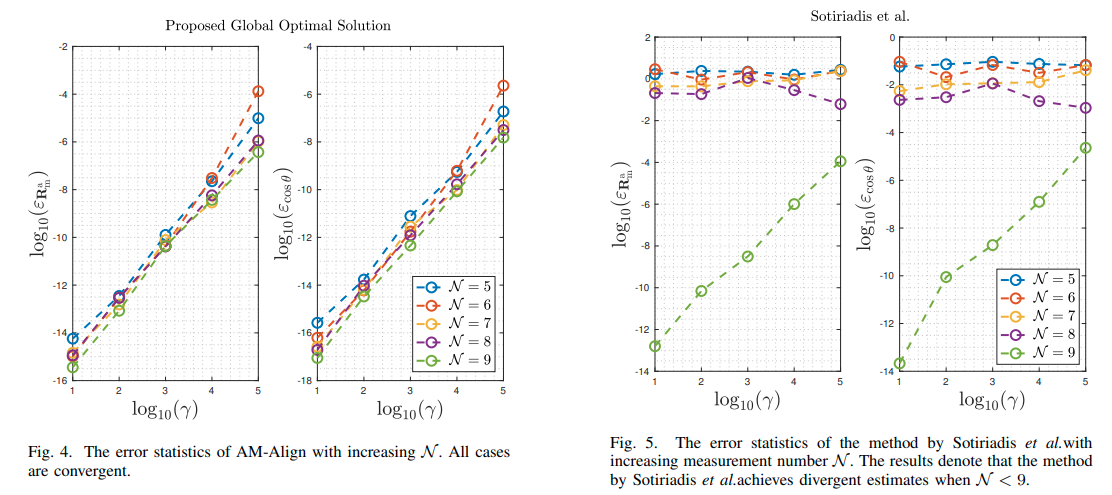 Proposed Global Optimal Solution
-2
-4
-6
-8
-10
-12
-14
-16
1
2
3
4
5
log₁₀(ε_{R_m^a})
log₁₀(γ)
-4
-6
-8
-10
-12
-14
-16
-18
1
2
3
4
5
log₁₀(ε_{cos θ})
log₁₀(γ)
𝒩 = 5
𝒩 = 6
𝒩 = 7
𝒩 = 8
𝒩 = 9
Fig. 4. The error statistics of AM-Align with increasing 𝒩. All cases
are convergent.
Sotiriadis et al.
2
0
-2
-4
-6
-8
-10
-12
-14
1
2
3
4
5
log₁₀(ε_{R_m^a})
log₁₀(γ)
0
-2
-4
-6
-8
-10
-12
-14
1
2
3
4
5
log₁₀(ε_{cos θ})
log₁₀(γ)
𝒩 = 5
𝒩 = 6
𝒩 = 7
𝒩 = 8
𝒩 = 9
Fig. 5. The error statistics of the method by Sotiriadis et al.with
increasing measurement number 𝒩. The results denote that the method
by Sotiriadis et al.achieves divergent estimates when 𝒩 < 9.